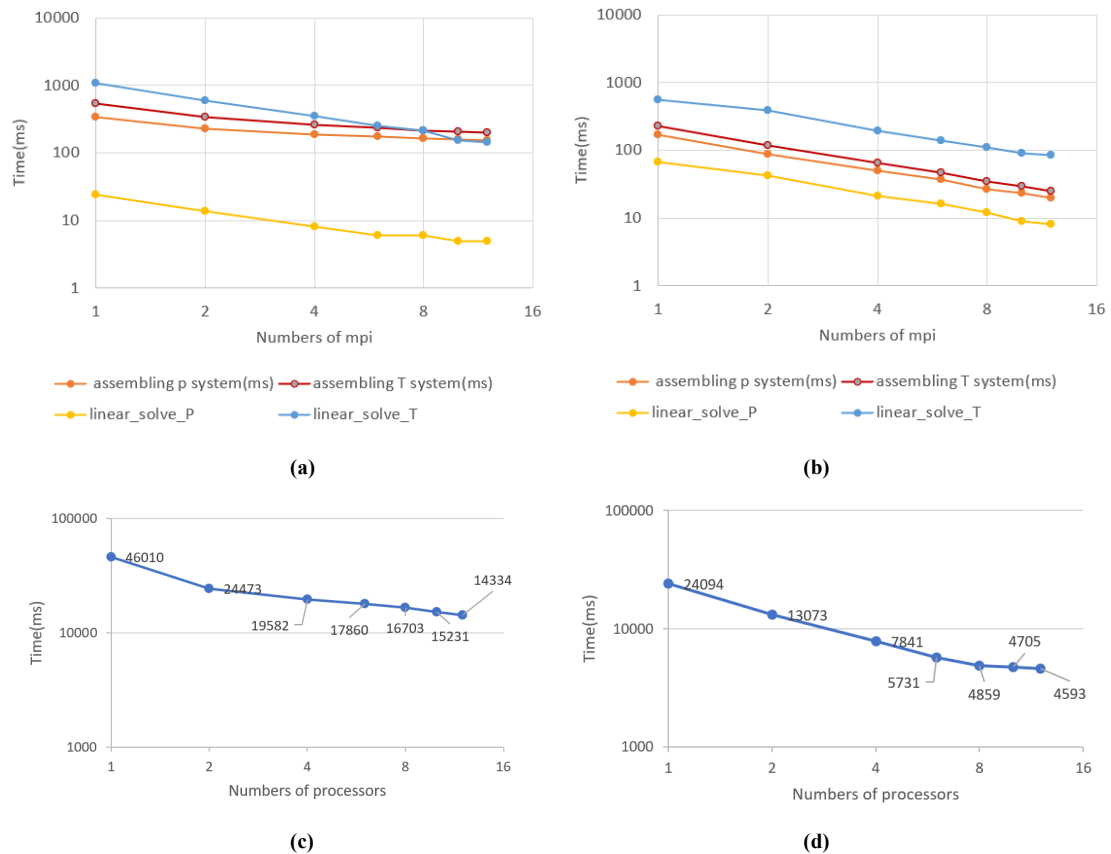 10000
1000
100
10
1
Time(ms)
1 2 4 8 16
Numbers of mpi
assembling p system(ms) assembling T system(ms)
linear_solve_P linear_solve_T
(a)
10000
1000
100
10
1
Time(ms)
1 2 4 8 16
Numbers of mpi
assembling p system(ms) assembling T system(ms)
linear_solve_P linear_solve_T
(b)
100000
10000
1000
Time(ms)
46010
24473
19582
17860
16703
15231
14334
1 2 4 8 16
Numbers of processors
(c)
100000
10000
1000
Time(ms)
24094
13073
7841
5731
4859
4705
4593
1 2 4 8 16
Numbers of processors
(d)